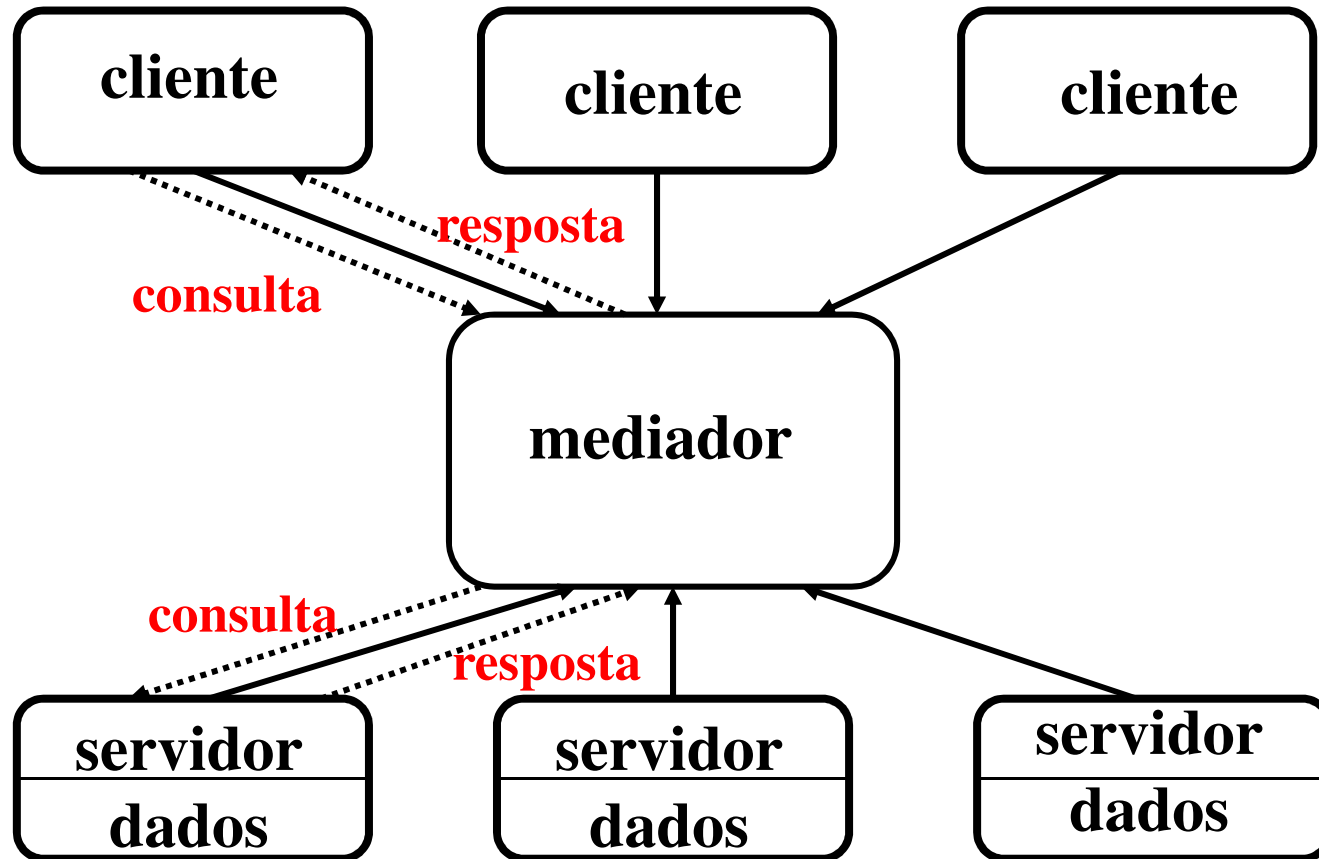 cliente
cliente
cliente
resposta
consulta
mediador
consulta
resposta
servidor
dados
servidor
dados
servidor
dados